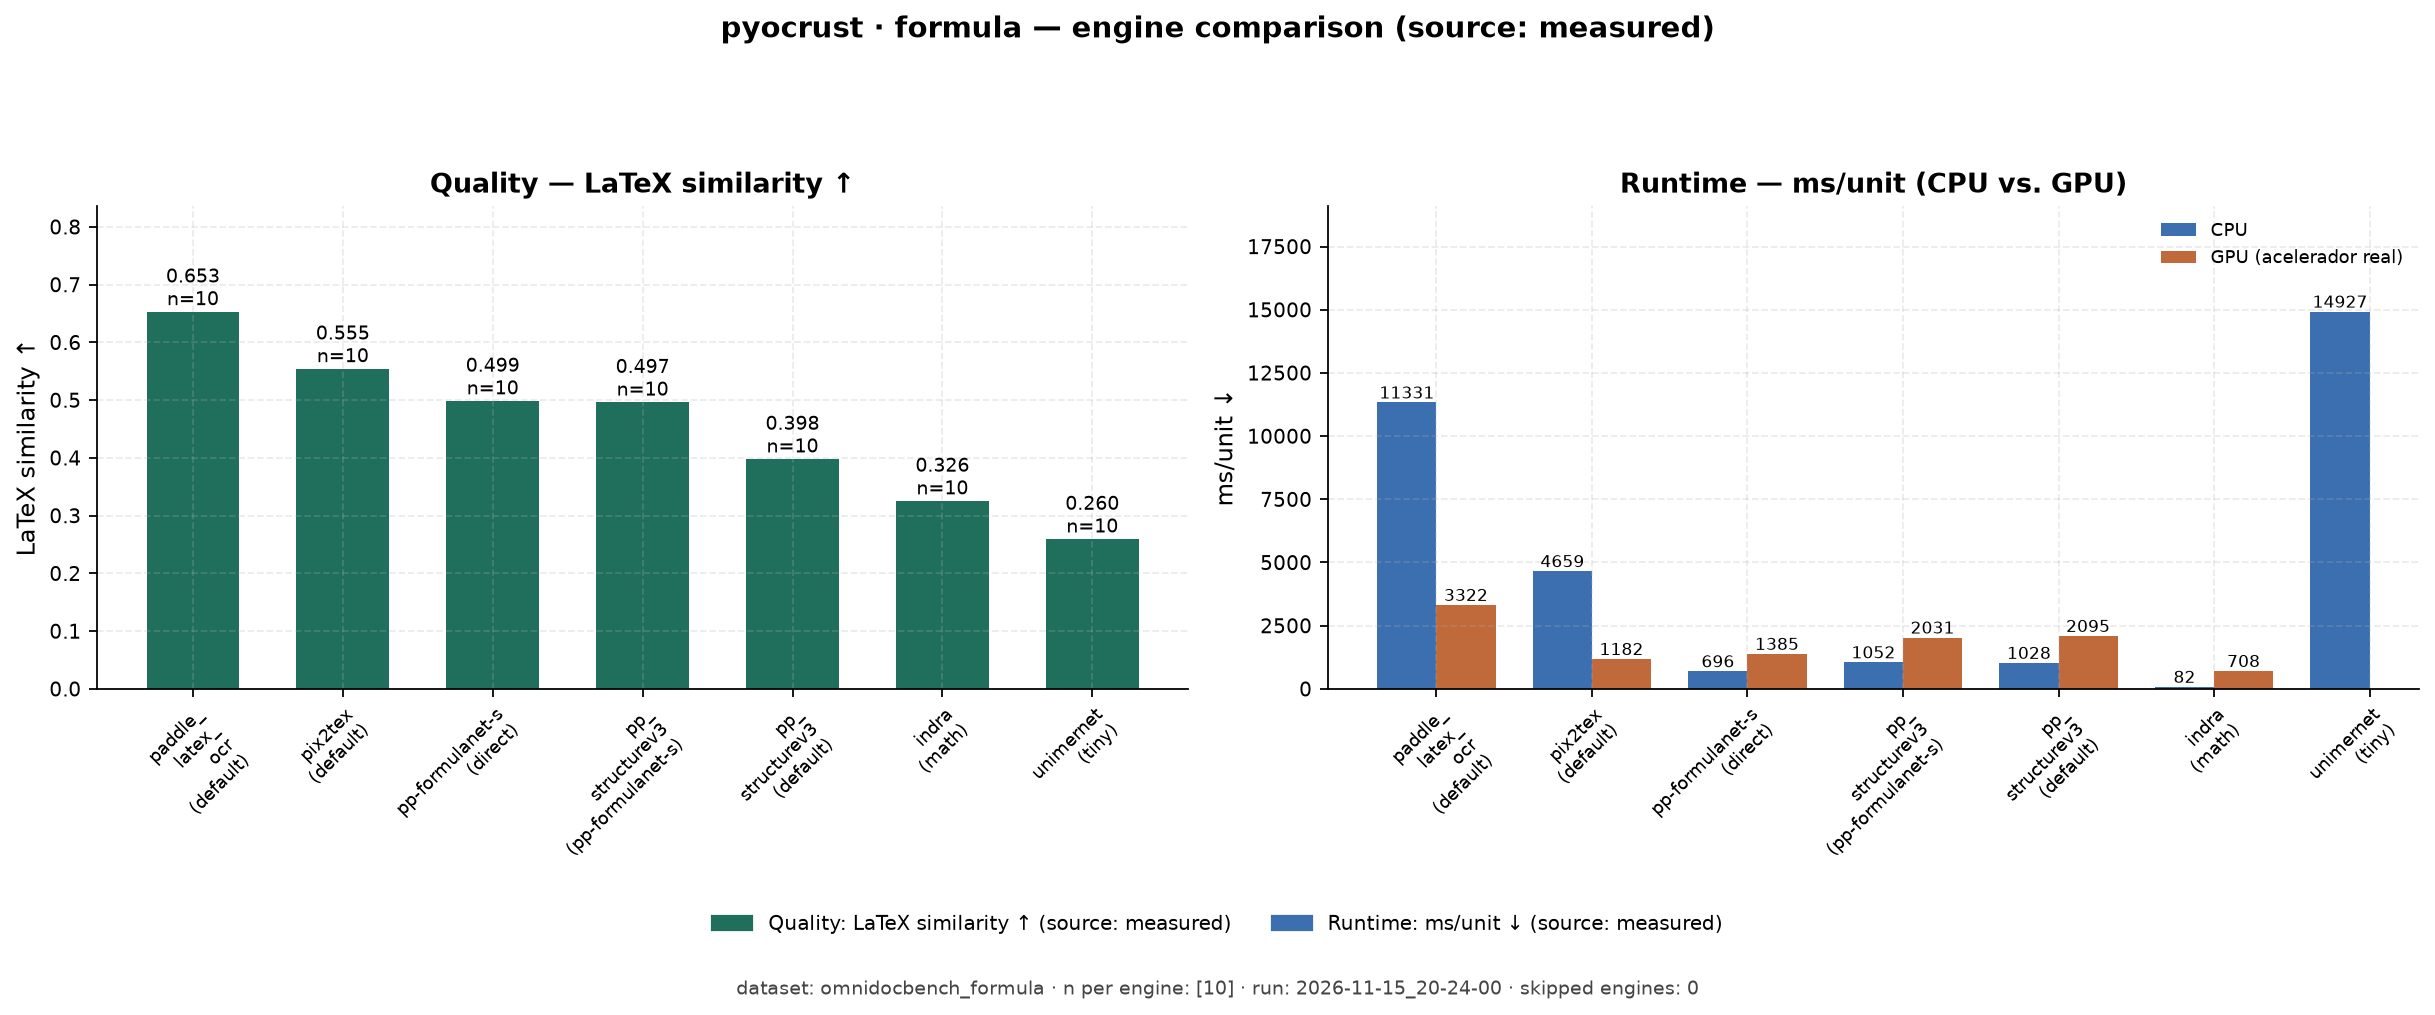 pyocrust · formula — engine comparison (source: measured)
Quality — LaTeX similarity ↑
LaTeX similarity ↑
0.8
0.7
0.6
0.5
0.4
0.3
0.2
0.1
0.0
0.653
n=10
0.555
n=10
0.499
n=10
0.497
n=10
0.398
n=10
0.326
n=10
0.260
n=10
paddle_
latex_
ocr
(default)
pix2tex
(default)
pp-formulanet-s
(direct)
pp_
structurev3
(pp-formulanet-s)
pp_
structurev3
(default)
indra
(math)
unimernet
(tiny)
Runtime — ms/unit (CPU vs. GPU)
ms/unit ↓
17500
15000
12500
10000
7500
5000
2500
0
CPU
GPU (acelerador real)
11331
3322
4659
1182
696
1385
1052
2031
1028
2095
82
708
14927
paddle_
latex_
ocr
(default)
pix2tex
(default)
pp-formulanet-s
(direct)
pp_
structurev3
(pp-formulanet-s)
pp_
structurev3
(default)
indra
(math)
unimernet
(tiny)
Quality: LaTeX similarity ↑ (source: measured)
Runtime: ms/unit ↓ (source: measured)
dataset: omnidocbench_formula · n per engine: [10] · run: 2026-11-15_20-24-00 · skipped engines: 0